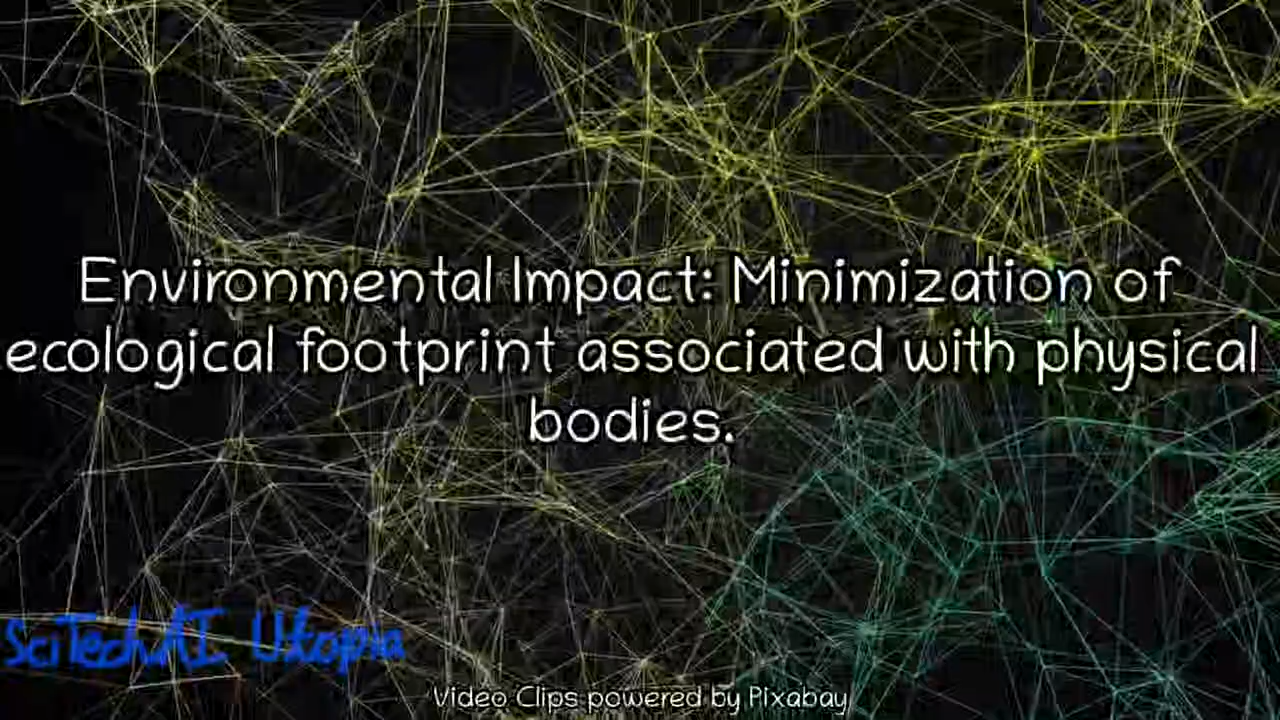 Environmental Impact: Minimization of
ecological footprint associated with physical
bodies.
SciTechAI Utopia
Video Clips powered by Pixabay